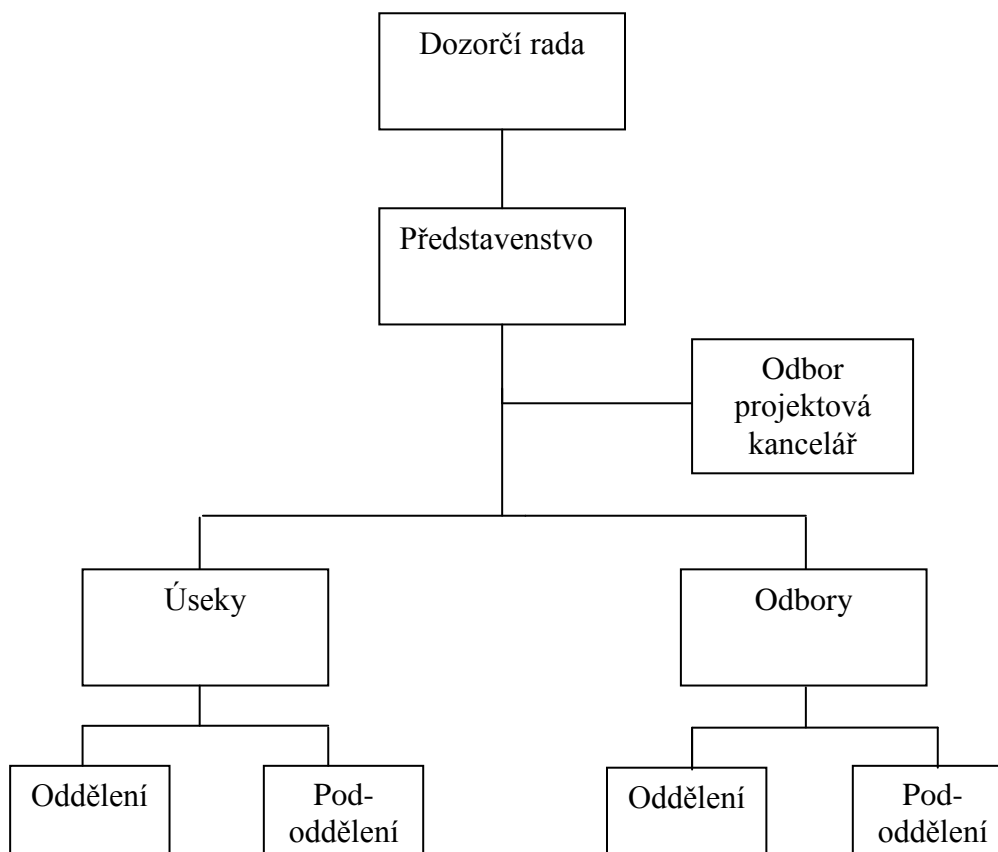 Dozorčí rada
Představenstvo
Odbor
projektová
kancelář
Úseky
Odbory
Oddělení
Pod-
oddělení
Oddělení
Pod-
oddělení